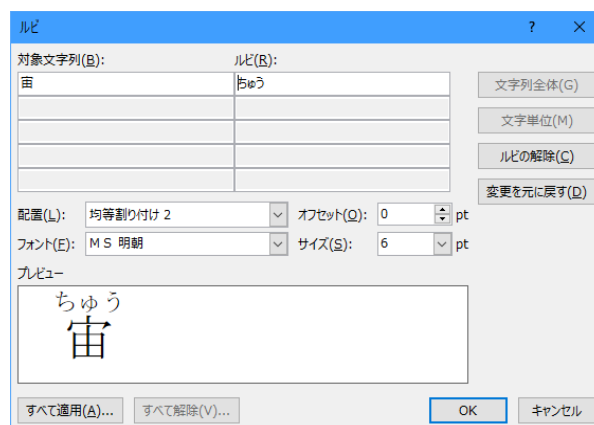 ルビ ? ×
対象文字列(B): ルビ(R):
宙 ちゅう 文字列全体(G)
文字単位(M)
ルビの解除(C)
変更を元に戻す(D)
配置(L): 均等割り付け 2 オフセット(O): 0 pt
フォント(F): MS 明朝 サイズ(S): 6 pt
プレビュー
ちゅう
宙
すべて適用(A)... すべて解除(V)... OK キャンセル